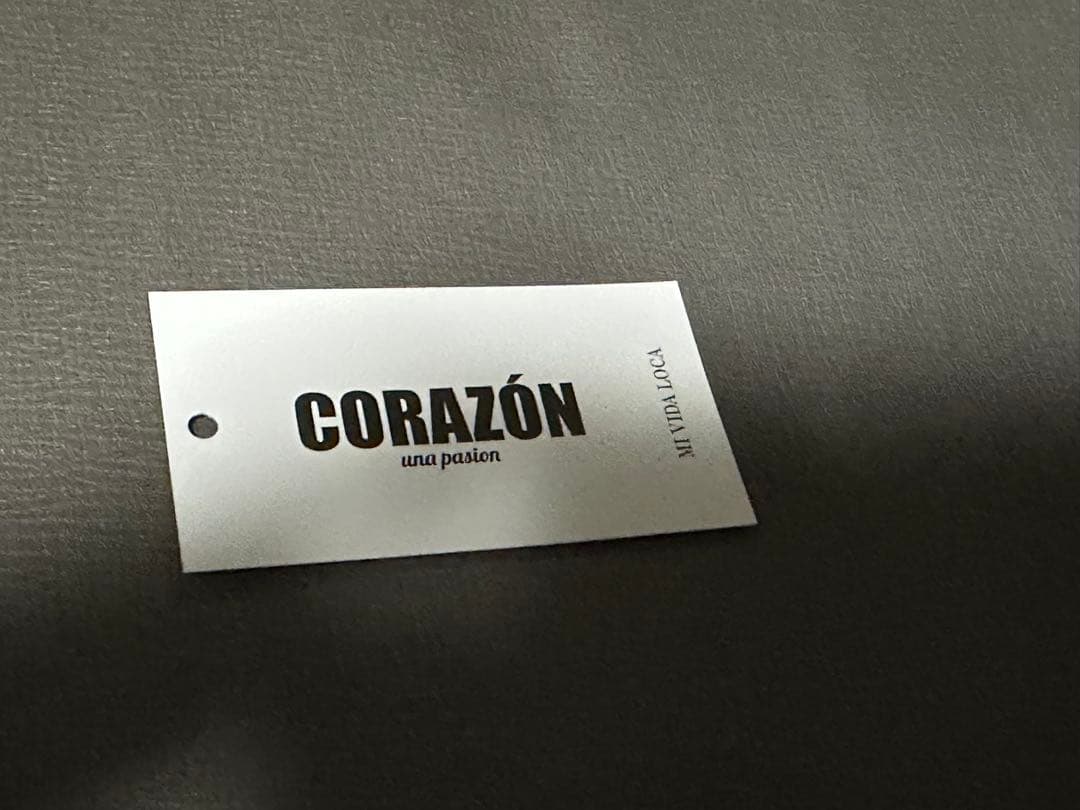 CORAZÓN
una pasion
MI VIDA LOCA